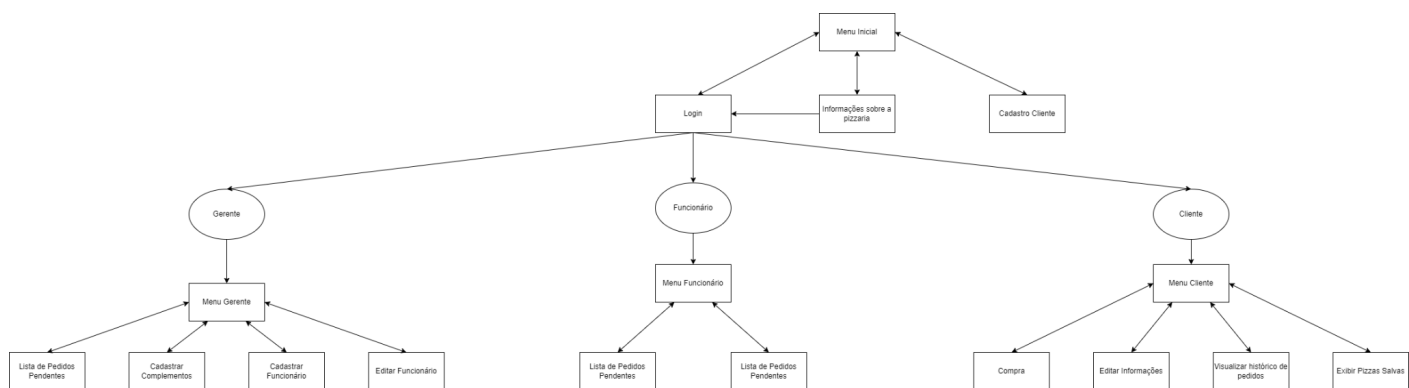 Menu Inicial
Login
Informações sobre a
pizzaria
Cadastro Cliente
Gerente
Funcionário
Cliente
Menu Gerente
Menu Funcionário
Menu Cliente
Lista de Pedidos
Pendentes
Cadastrar
Complementos
Cadastrar
Funcionário
Editar Funcionário
Lista de Pedidos
Pendentes
Lista de Pedidos
Pendentes
Compra
Editar Informações
Visualizar histórico de
pedidos
Exibir Pizzas Salvas